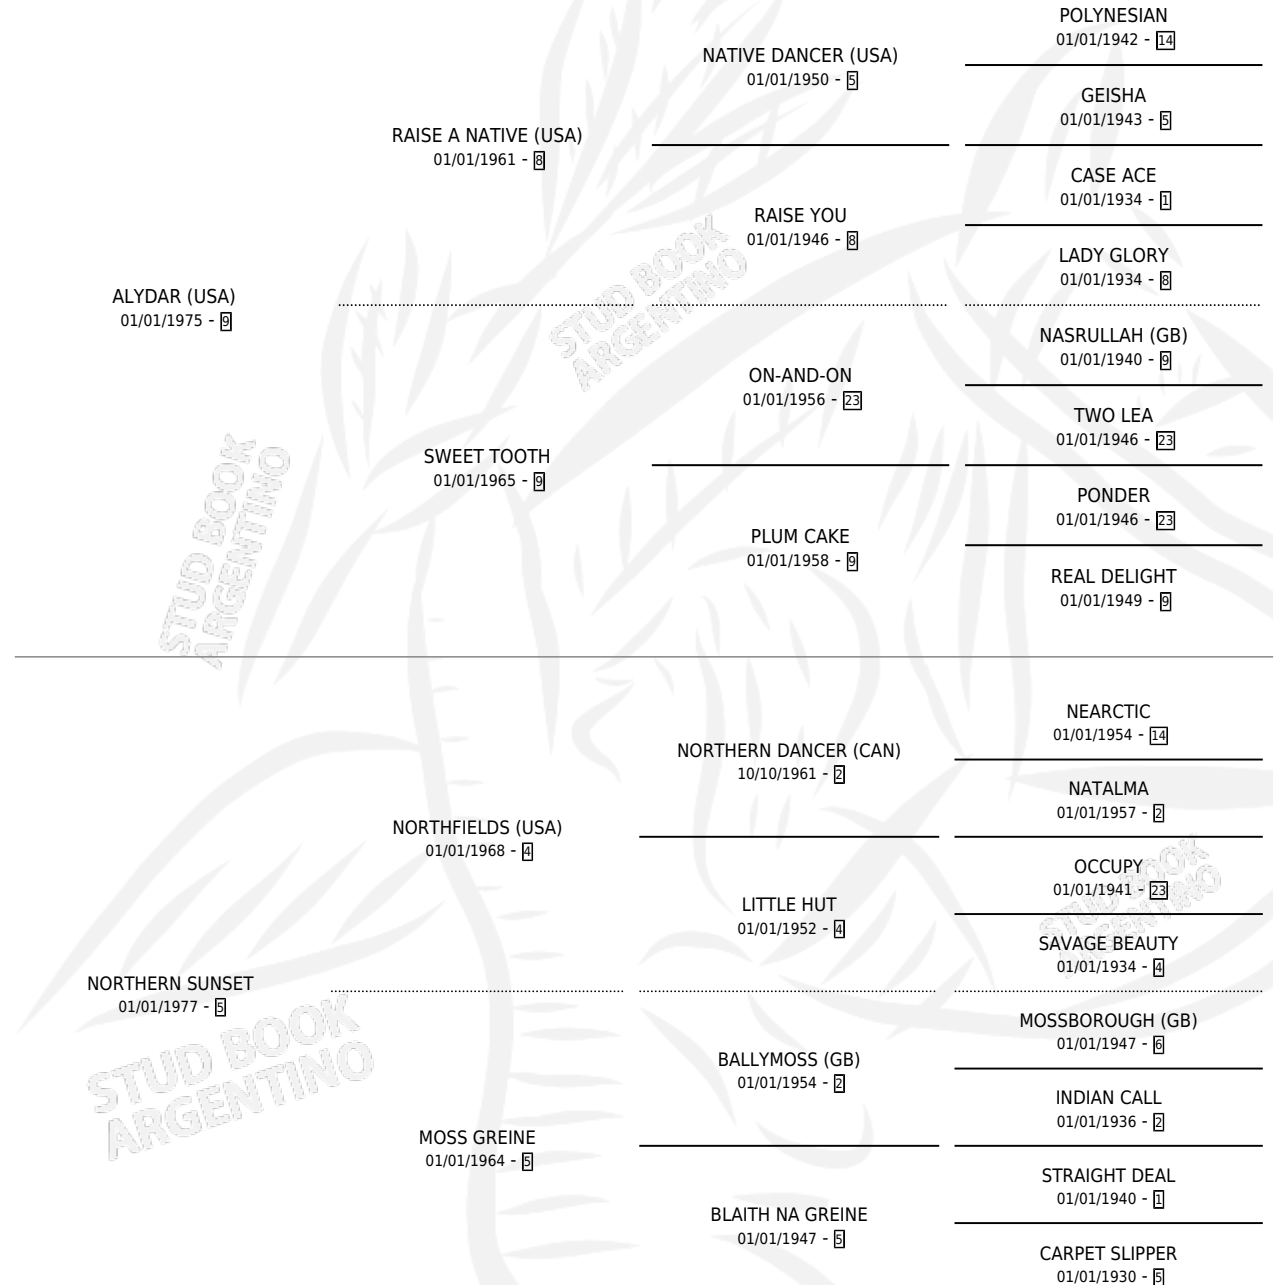 POLYNESIAN
01/01/1942 - 14
NATIVE DANCER (USA)
01/01/1950 - 5
GEISHA
01/01/1943 - 5
RAISE A NATIVE (USA)
01/01/1961 - 8
CASE ACE
01/01/1934 - 1
RAISE YOU
01/01/1946 - 8
LADY GLORY
01/01/1934 - 8
ALYDAR (USA)
01/01/1975 - 9
STUD BOOK
ARGENTINO
NASRULLAH (GB)
01/01/1940 - 9
ON-AND-ON
01/01/1956 - 23
TWO LEA
01/01/1946 - 23
SWEET TOOTH
01/01/1965 - 9
STUD BOOK
ARGENTINO
PONDER
01/01/1946 - 23
PLUM CAKE
01/01/1958 - 9
REAL DELIGHT
01/01/1949 - 9
NEARCTIC
01/01/1954 - 14
NORTHERN DANCER (CAN)
10/10/1961 - 2
NATALMA
01/01/1957 - 2
NORTHFIELDS (USA)
01/01/1968 - 4
OCCUPY
01/01/1941 - 23
STUD BOOK
ARGENTINO
LITTLE HUT
01/01/1952 - 4
SAVAGE BEAUTY
01/01/1934 - 4
NORTHERN SUNSET
01/01/1977 - 5
STUD BOOK
ARGENTINO
MOSSBOROUGH (GB)
01/01/1947 - 6
BALLYMOSS (GB)
01/01/1954 - 2
INDIAN CALL
01/01/1936 - 2
MOSS GREINE
01/01/1964 - 5
STRAIGHT DEAL
01/01/1940 - 1
BLAITH NA GREINE
01/01/1947 - 5
CARPET SLIPPER
01/01/1930 - 5